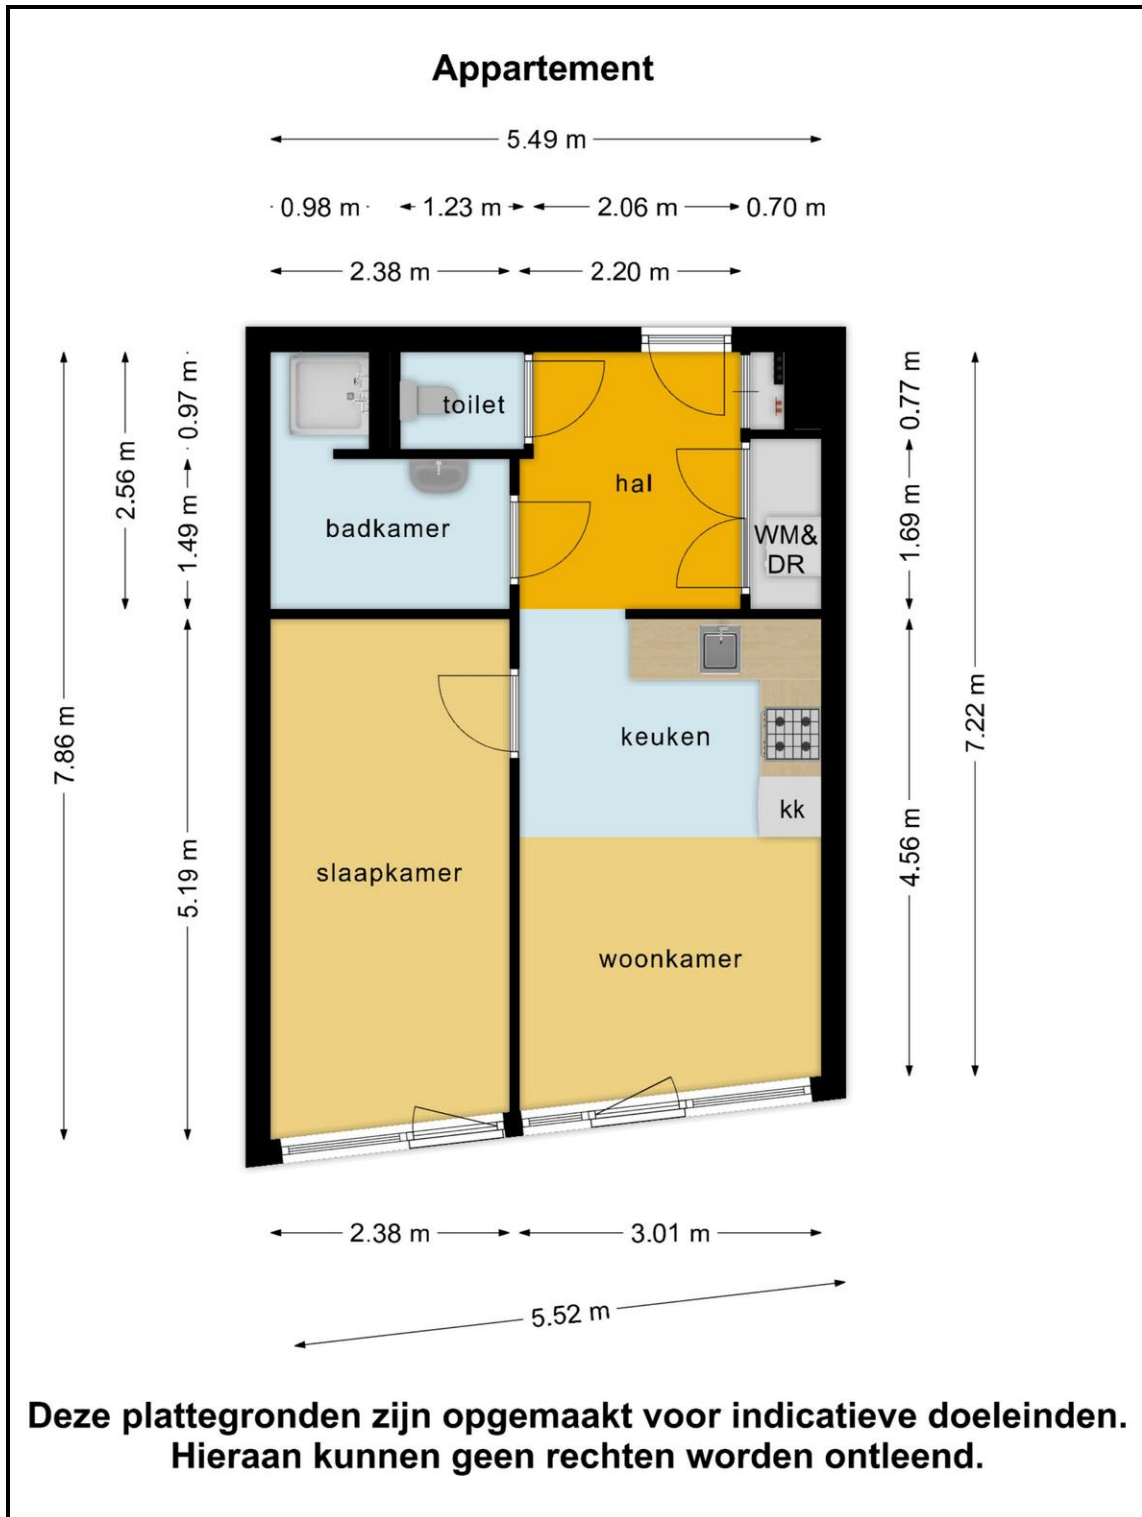 Appartement
5.49 m
0.98 m
1.23 m
2.06 m
0.70 m
2.38 m
2.20 m
7.86 m
2.56 m
0.97 m
1.49 m
5.19 m
toilet
hal
badkamer
WM&
DR
keuken
kk
slaapkamer
woonkamer
0.77 m
1.69 m
4.56 m
7.22 m
2.38 m
3.01 m
5.52 m
Deze plattegronden zijn opgemaakt voor indicatieve doeleinden.
Hieraan kunnen geen rechten worden ontleend.